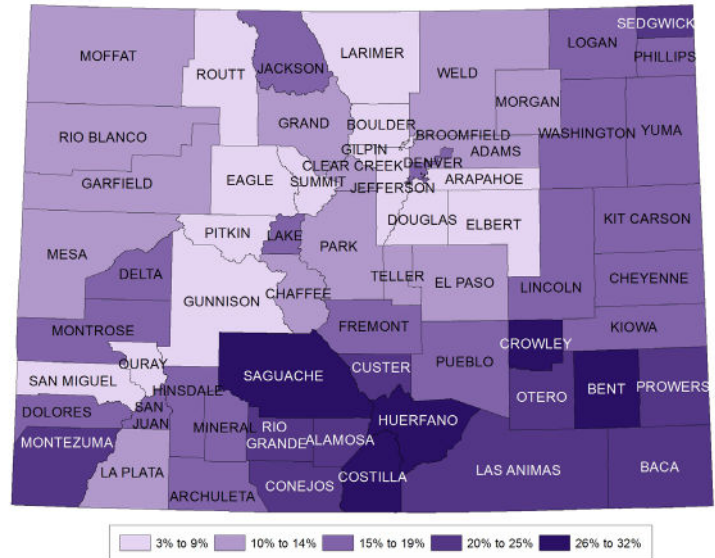 SEDGWICK
LARIMER
LOGAN
MOFFAT
JACKSON
PHILLIPS
ROUTT
WELD
MORGAN
GRAND
BOULDER
RIO BLANCO
WASHINGTON
YUMA
BROOMFIELD
GILPIN
ADAMS
CLEAR CREEK
DENVER
EAGLE
SUMMIT
ARAPAHOE
GARFIELD
JEFFERSON
DOUGLAS
ELBERT
KIT CARSON
PITKIN
LAKE
PARK
MESA
DELTA
TELLER
EL PASO
LINCOLN
CHEYENNE
GUNNISON
CHAFFEE
MONTROSE
FREMONT
KIOWA
CROWLEY
OURAY
PUEBLO
CUSTER
SAGUACHE
SAN MIGUEL
HINSDALE
BENT
PROWERS
OTERO
DOLORES
SAN
JUAN
HUERFANO
MINERAL
RIO
GRANDE
ALAMOSA
MONTEZUMA
LA PLATA
LAS ANIMAS
BACA
COSTILLA
CONEJOS
ARCHULETA
3% to 9%
10% to 14%
15% to 19%
20% to 25%
26% to 32%